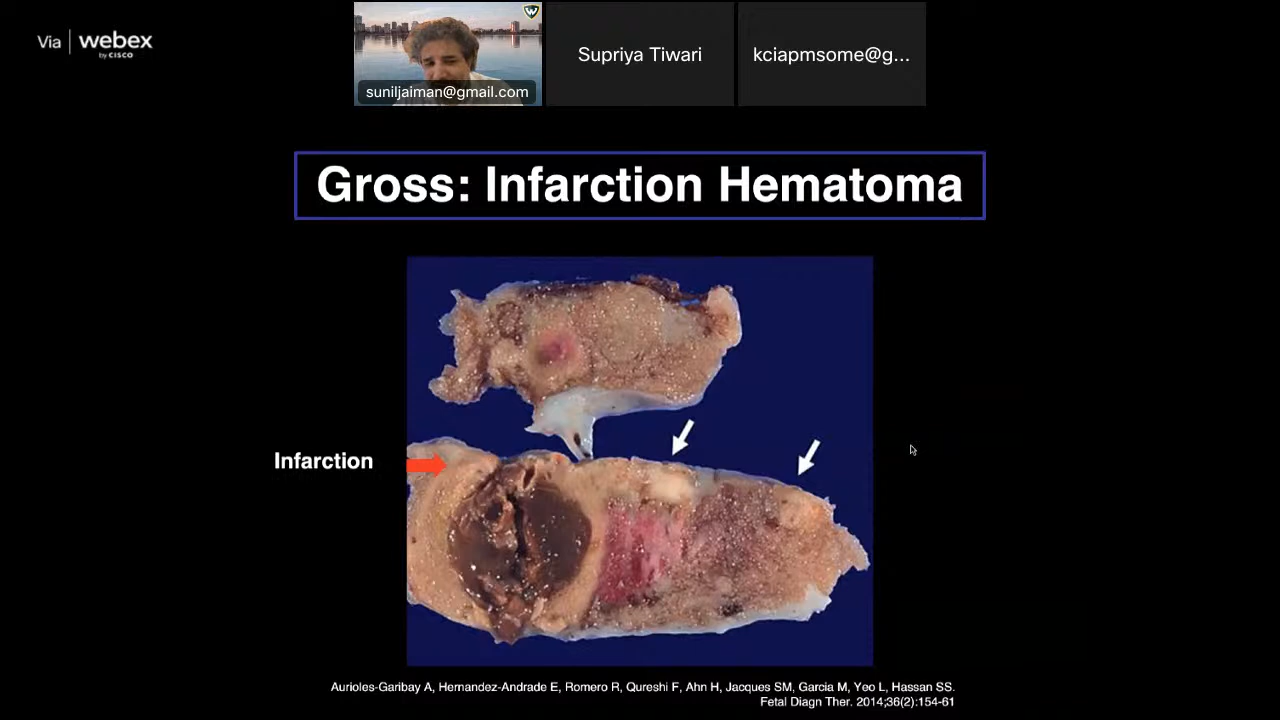 Via | webex
by CISCO
suniljaiman@gmail.com
Supriya Tiwari
kciapmsome@g...
W
Gross: Infarction Hematoma
Infarction
Aurioles-Garibay A, Hernandez-Andrade E, Romero R, Qureshi F, Ahn H, Jacques SM, Garcia M, Yeo L, Hassan SS.
Fetal Diagn Ther. 2014;36(2):154-61